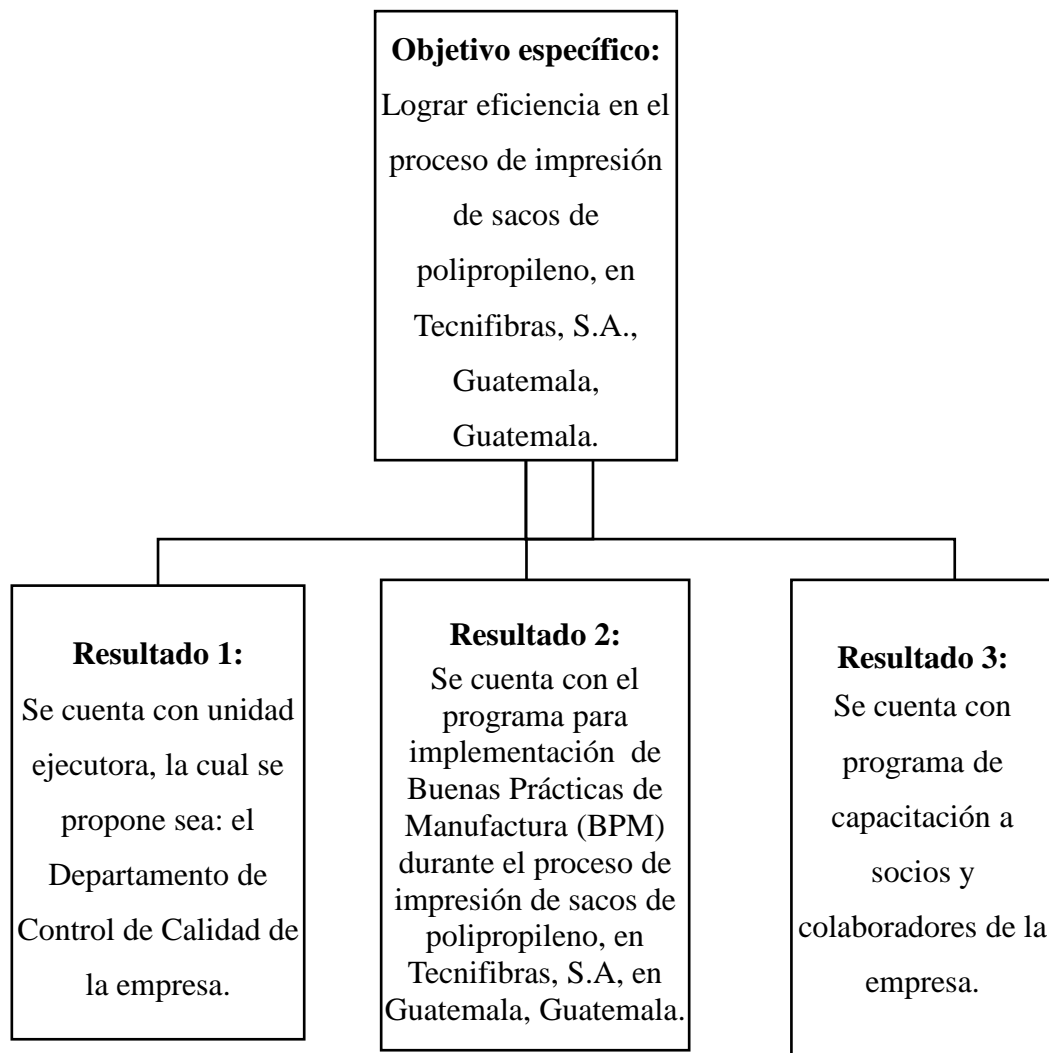 Objetivo específico:
Lograr eficiencia en el
proceso de impresión
de sacos de
polipropileno, en
Tecnifibras, S.A.,
Guatemala,
Guatemala.
Resultado 1:
Se cuenta con unidad
ejecutora, la cual se
propone sea: el
Departamento de
Control de Calidad de
la empresa.
Resultado 2:
Se cuenta con el
programa para
implementación de
Buenas Prácticas de
Manufactura (BPM)
durante el proceso de
impresión de sacos de
polipropileno, en
Tecnifibras, S.A, en
Guatemala, Guatemala.
Resultado 3:
Se cuenta con
programa de
capacitación a
socios y
colaboradores de la
empresa.